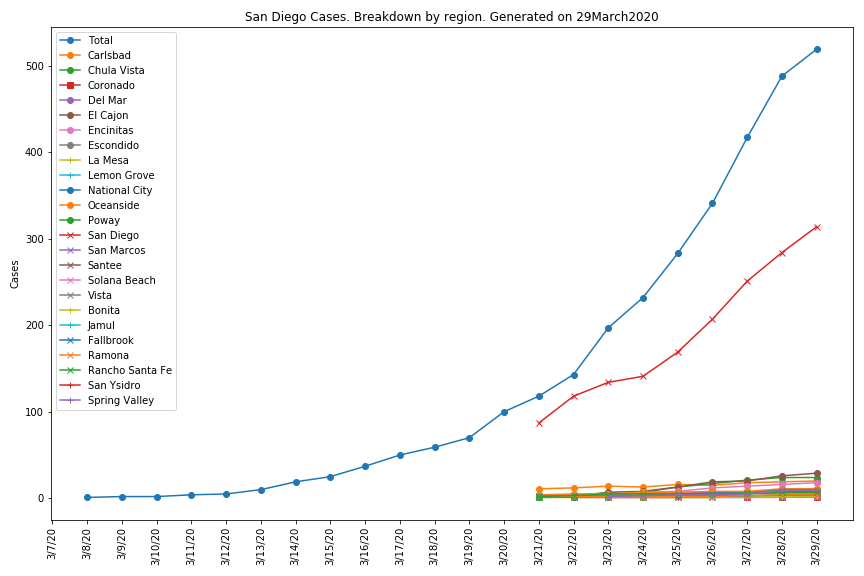 San Diego Cases. Breakdown by region. Generated on 29March2020
Total
Carlsbad
Chula Vista
Coronado
Del Mar
El Cajon
Encinitas
Escondido
La Mesa
Lemon Grove
National City
Oceanside
Poway
San Diego
San Marcos
Santee
Solana Beach
Vista
Bonita
Jamul
Fallbrook
Ramona
Rancho Santa Fe
San Ysidro
Spring Valley
Cases
500
400
300
200
100
0
3/7/20
3/8/20
3/9/20
3/10/20
3/11/20
3/12/20
3/13/20
3/14/20
3/15/20
3/16/20
3/17/20
3/18/20
3/19/20
3/20/20
3/21/20
3/22/20
3/23/20
3/24/20
3/25/20
3/26/20
3/27/20
3/28/20
3/29/20